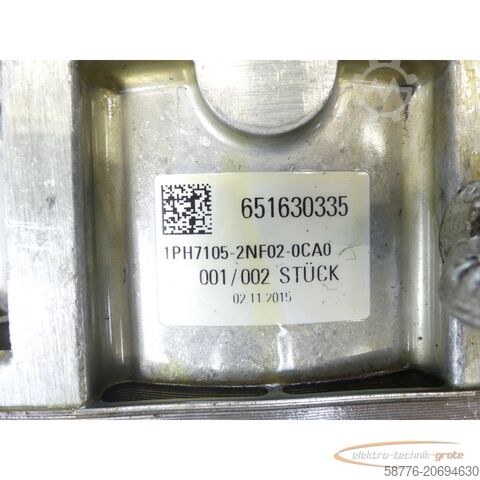 651630335
1PH7105-2NF02-0CA0
001/002 STÜCK
02.11.2015
elektro-technik-grote
58776-20694630